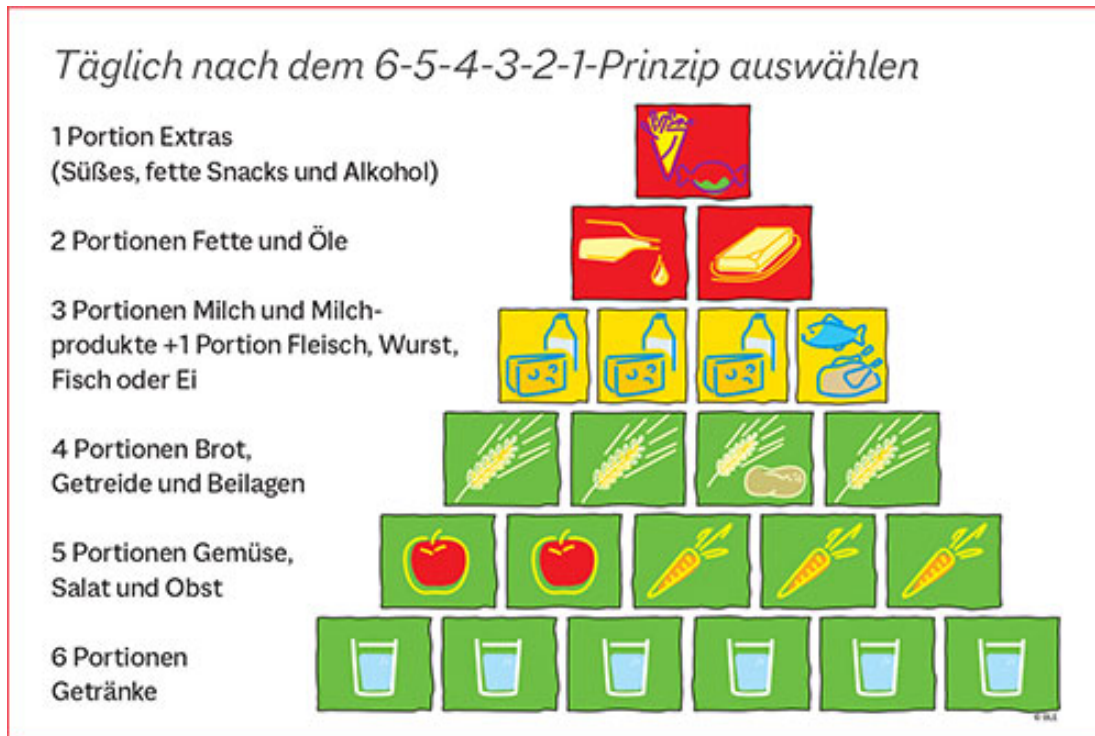 Täglich nach dem 6-5-4-3-2-1-Prinzip auswählen
1 Portion Extras
(Süßes, fette Snacks und Alkohol)
2 Portionen Fette und Öle
3 Portionen Milch und Milch-
produkte +1 Portion Fleisch, Wurst,
Fisch oder Ei
4 Portionen Brot,
Getreide und Beilagen
5 Portionen Gemüse,
Salat und Obst
6 Portionen
Getränke
© BLE